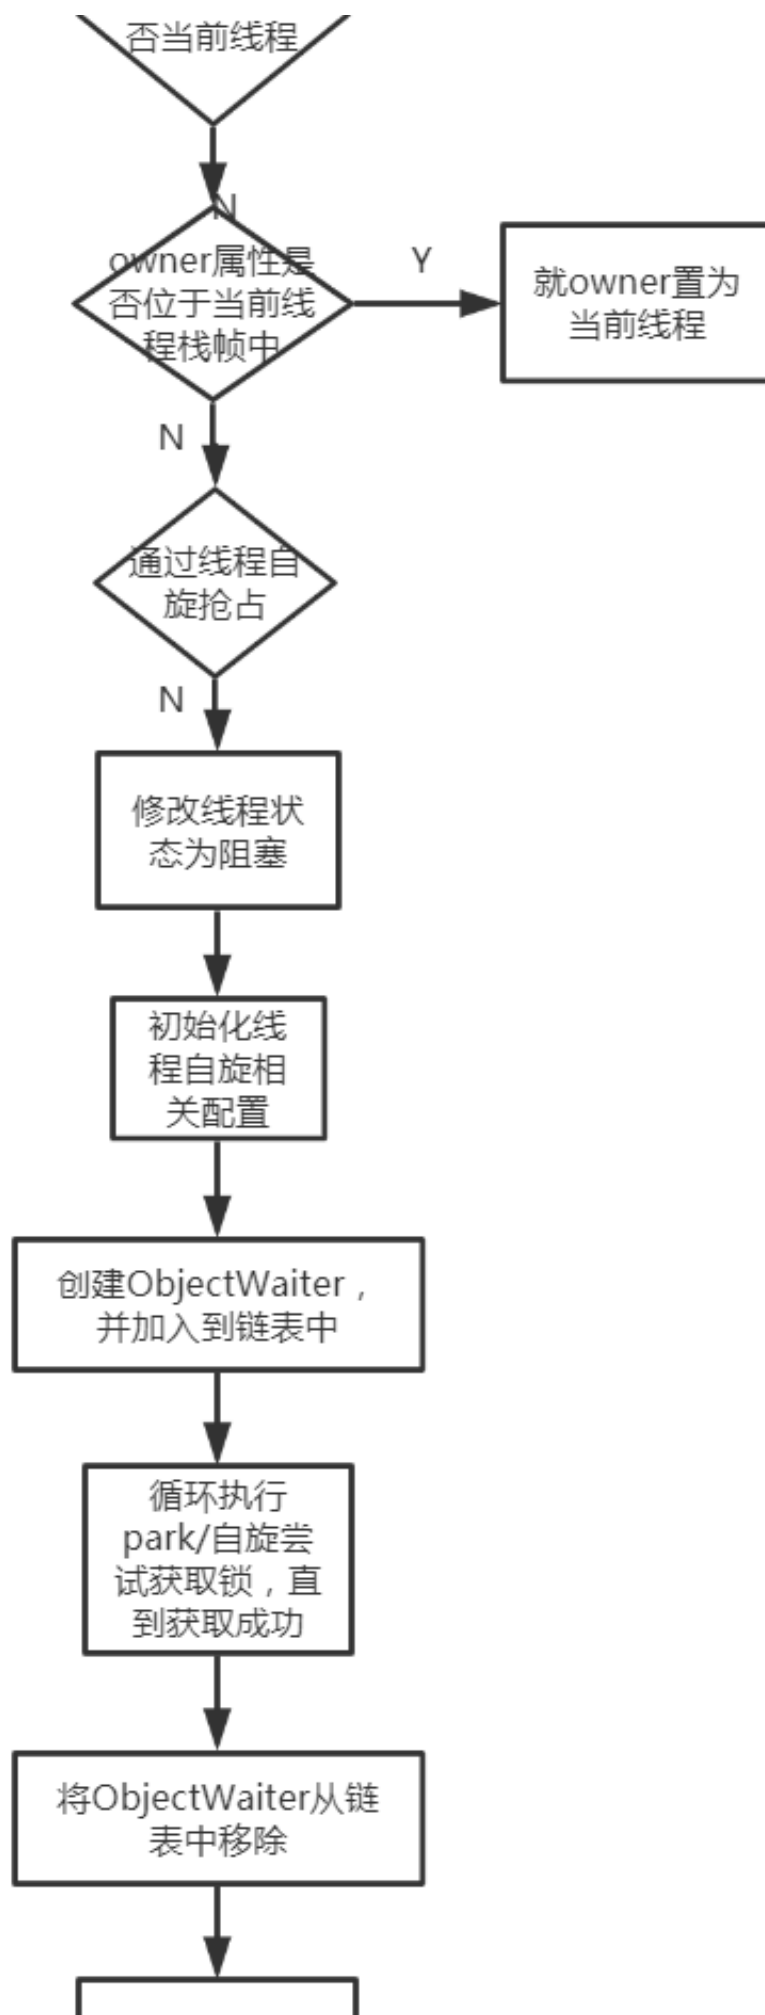 否当前线程
N
owner属性是
否位于当前线
程栈帧中
Y
就owner置为
当前线程
N
通过线程自
旋抢占
N
修改线程状
态为阻塞
初始化线
程自旋相
关配置
创建ObjectWaiter，
并加入到链表中
循环执行
park/自旋尝
试获取锁，直
到获取成功
将ObjectWaiter从链
表中移除